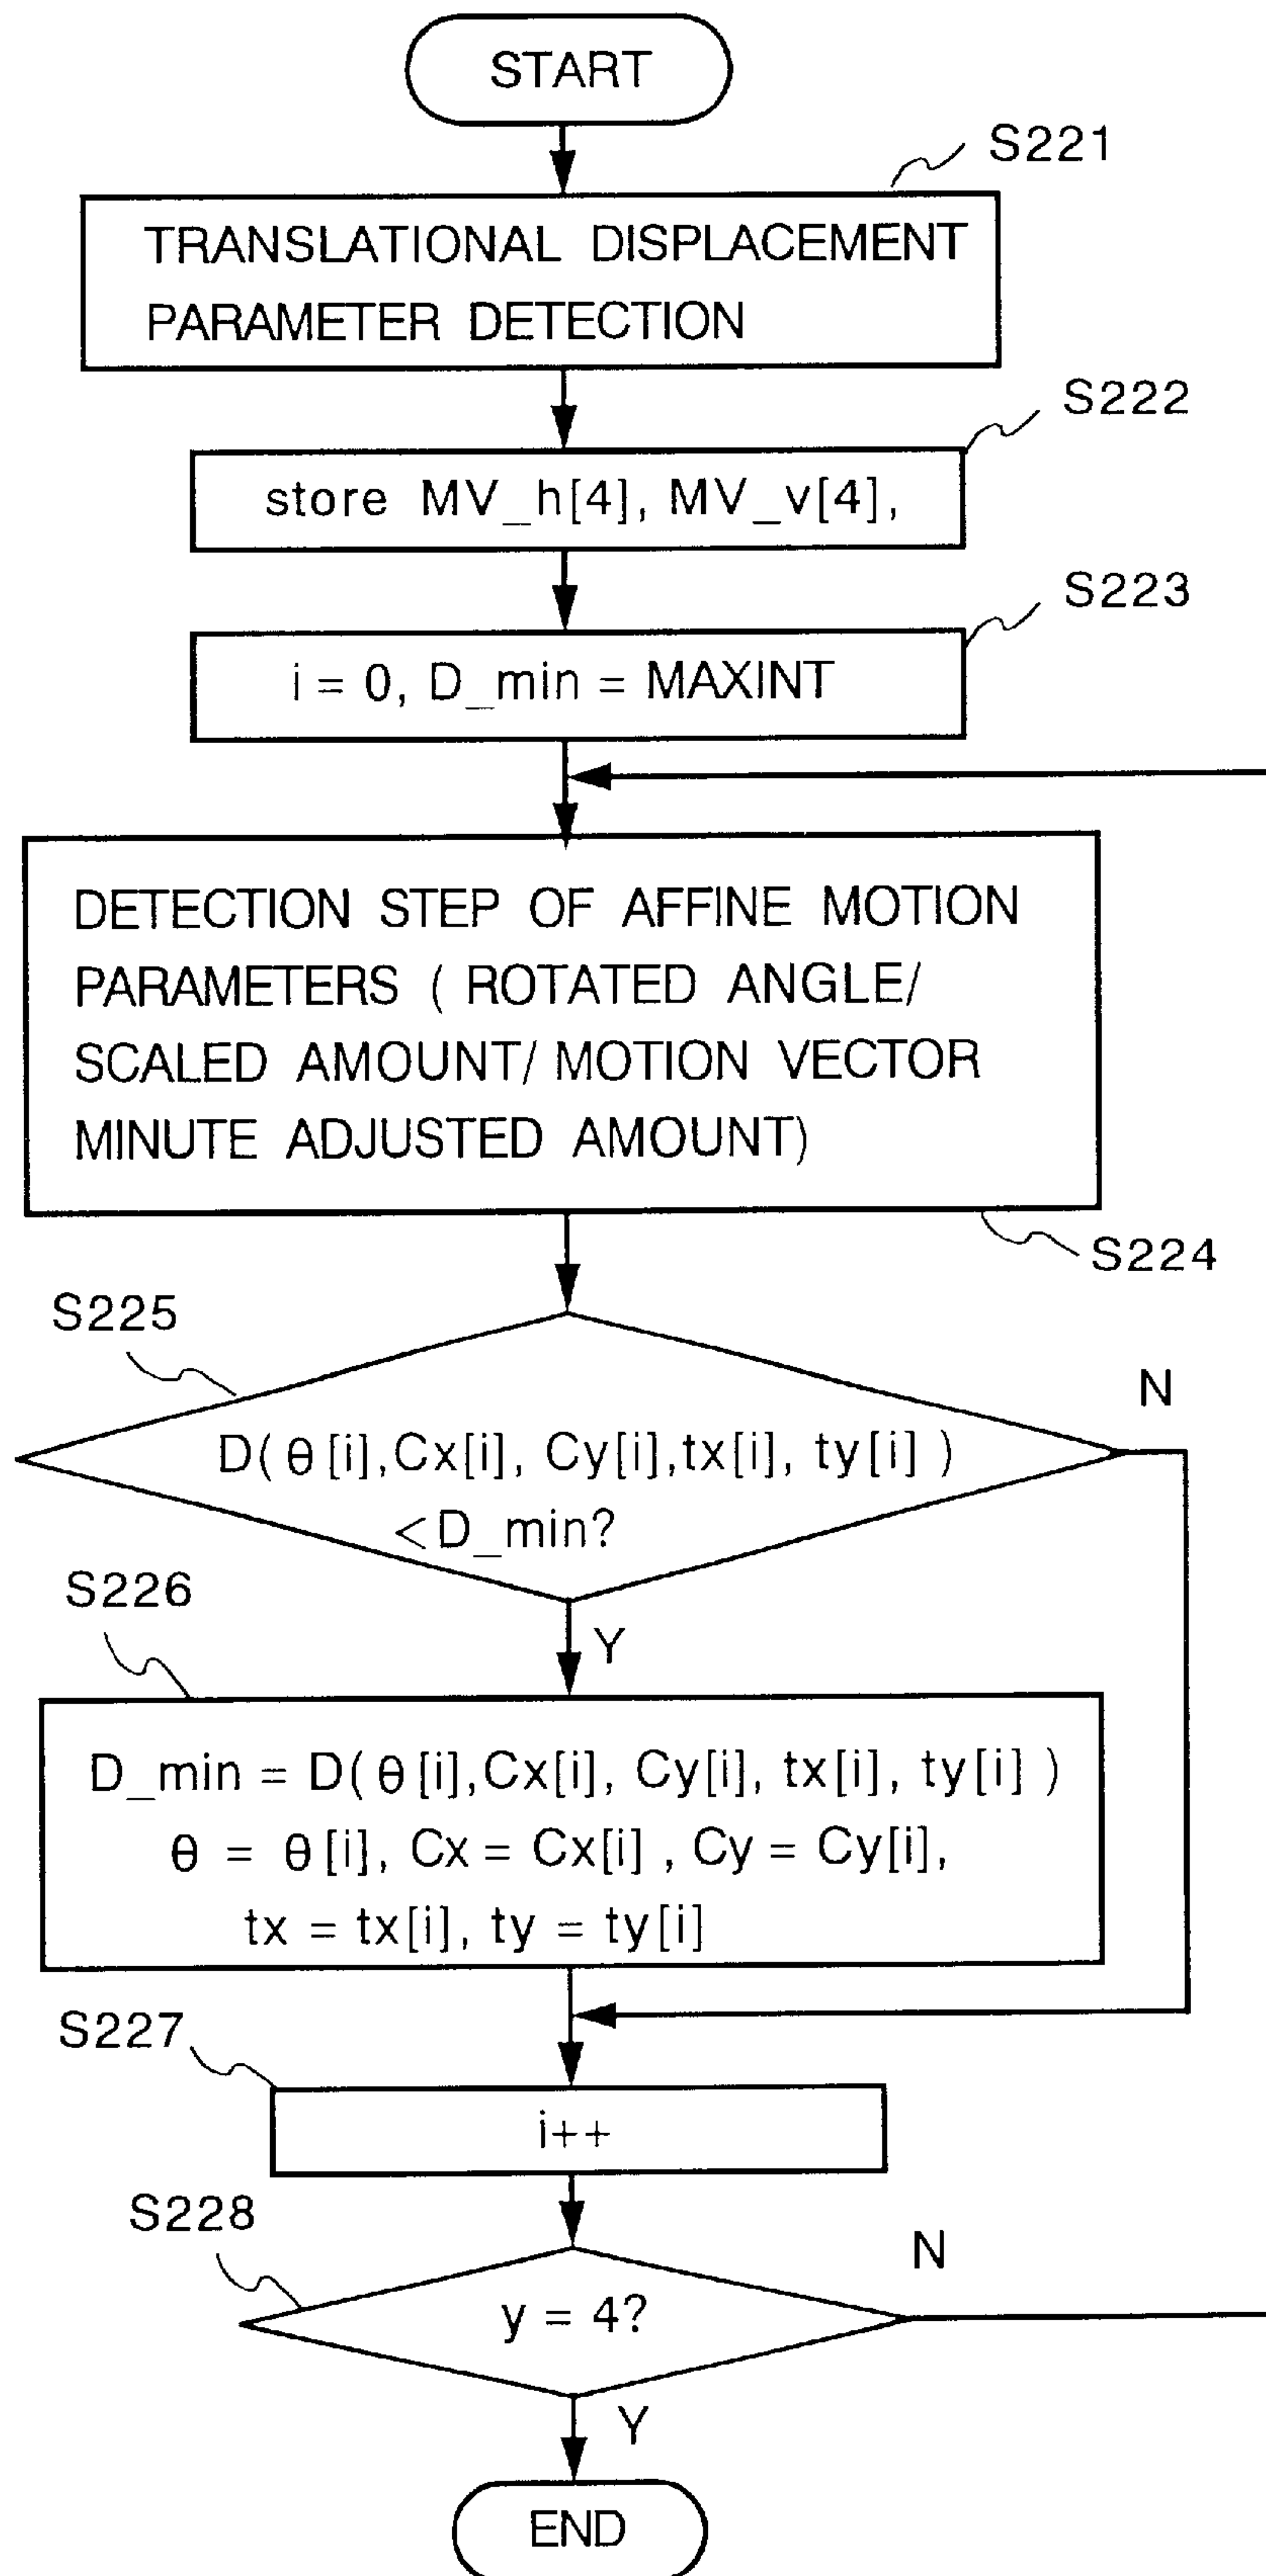 START
S221
TRANSLATIONAL DISPLACEMENT
PARAMETER DETECTION
S222
store MV_h[4], MV_v[4],
S223
i = 0, D_min = MAXINT
DETECTION STEP OF AFFINE MOTION
PARAMETERS ( ROTATED ANGLE/
SCALED AMOUNT/ MOTION VECTOR
MINUTE ADJUSTED AMOUNT)
S224
S225
N
D( θ[i],Cx[i], Cy[i],tx[i], ty[i] )
<D_min?
S226
Y
D_min = D( θ[i],Cx[i], Cy[i], tx[i], ty[i] )
θ = θ[i], Cx = Cx[i] , Cy = Cy[i],
tx = tx[i], ty = ty[i]
S227
i++
S228
N
y = 4?
Y
END